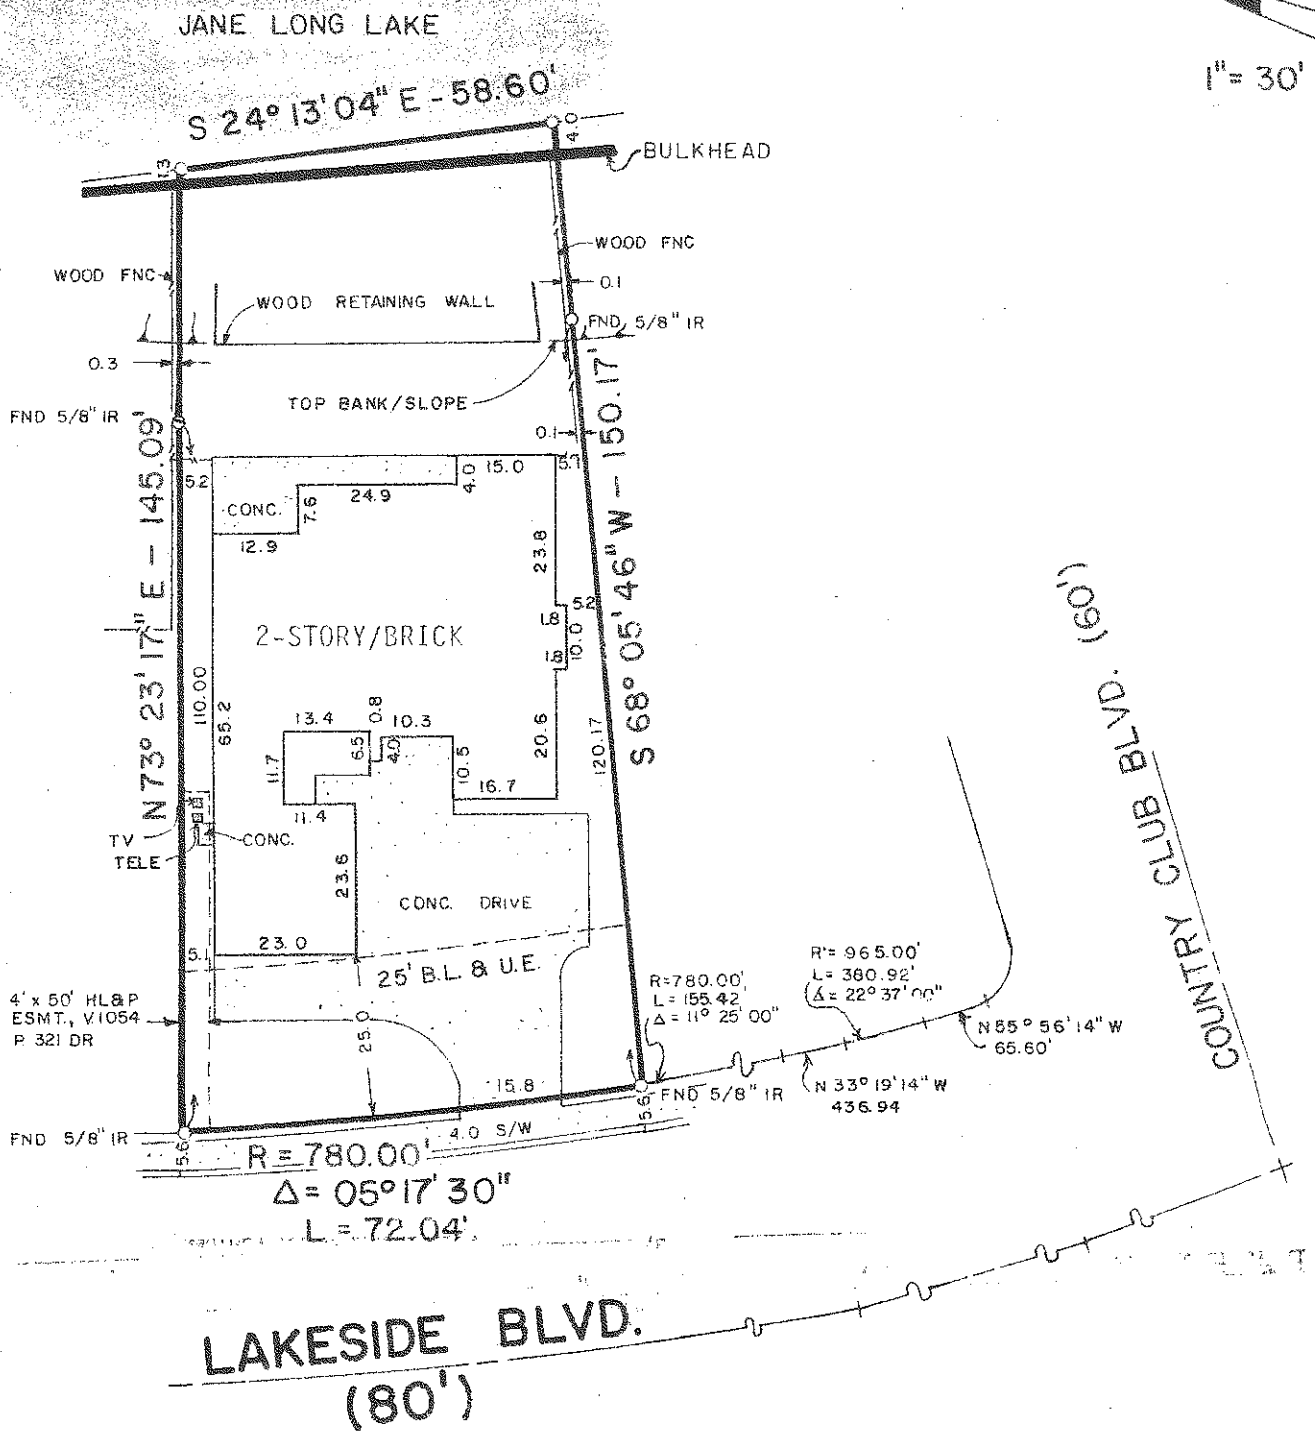 JANE LONG LAKE
1" = 30'
S 24° 13' 04" E - 58.60'
4.0
BULKHEAD
WOOD FNC
WOOD FNC
0.1
WOOD RETAINING WALL
FND 5/8" IR
0.3
TOP BANK/SLOPE
FND 5/8" IR
0.1
N 73° 23' 17" E - 145.09'
S 68° 05' 46" W - 150.17'
5.2
15.0
4.0
24.9
7.6
CONC.
12.9
23.8
5.2
1.8
10.0
1.8
2-STORY/BRICK
110.00
65.2
13.4
0.8
10.3
6.5
4.0
11.7
10.5
20.6
120.17
16.7
11.4
TV
TELE
CONC.
23.6
CONC. DRIVE
23.0
5.1
25' B.L. & U.E.
4' x 50' HL&P
ESMT., V.1054
P. 321 DR
25.0
R=780.00'
L = 155.42
Δ = 11° 25' 00"
R = 965.00'
L = 380.92'
Δ = 22° 37' 00"
N 55° 56' 14" W
65.60'
N 33° 19' 14" W
436.94
15.8
FND 5/8" IR
FND 5/8" IR
5.6
5.6
4.0 S/W
R = 780.00'
Δ = 05° 17' 30"
L = 72.04'
COUNTRY CLUB BLVD. (60')
LAKESIDE BLVD.
(80')